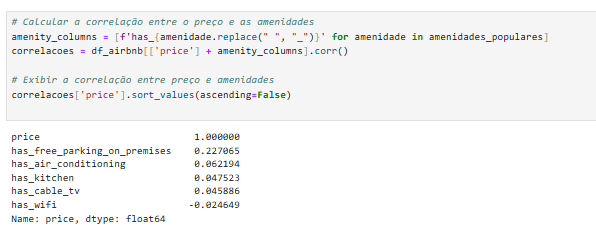 # Calcular a correlação entre o preço e as amenidades
amenity_columns = [f'has_{amenidade.replace(" ", "_")}' for amenidade in amenidades_populares]
correlacoes = df_airbnb[['price'] + amenity_columns].corr()
# Exibir a correlação entre preço e amenidades
correlacoes['price'].sort_values(ascending=False)
price 1.000000
has_free_parking_on_premises 0.227065
has_air_conditioning 0.062194
has_kitchen 0.047523
has_cable_tv 0.045886
has_wifi -0.024649
Name: price, dtype: float64